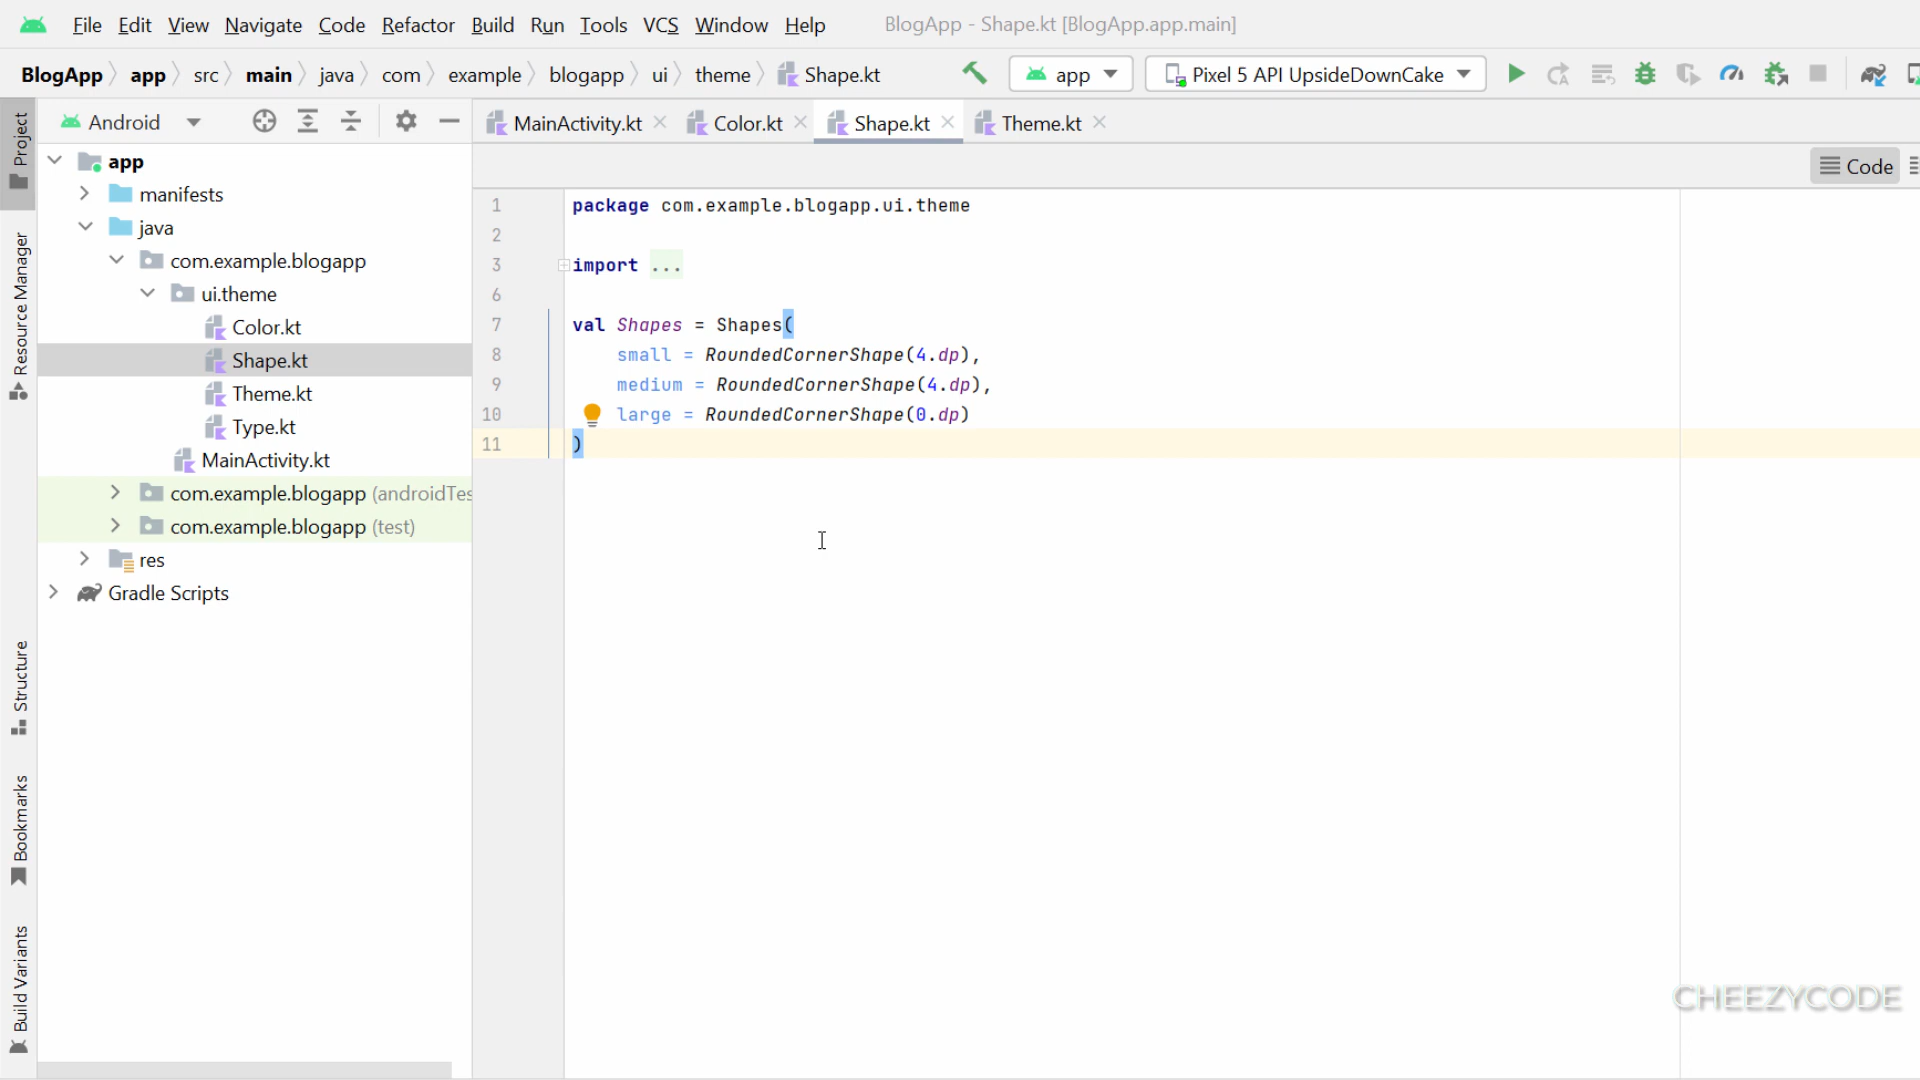 File Edit View Navigate Code Refactor Build Run Tools VCS Window Help BlogApp - Shape.kt [BlogApp.app.main]
BlogApp app src main java com example blogapp ui theme Shape.kt app Pixel 5 API UpsideDownCake
Project
Resource Manager
Structure
Bookmarks
Build Variants
Android
app
manifests
java
com.example.blogapp
ui.theme
Color.kt
Shape.kt
Theme.kt
Type.kt
MainActivity.kt
com.example.blogapp (androidTes
com.example.blogapp (test)
res
Gradle Scripts
MainActivity.kt Color.kt Shape.kt Theme.kt
Code
1 package com.example.blogapp.ui.theme
2
3 import ...
6
7 val Shapes = Shapes(
8 small = RoundedCornerShape(4.dp),
9 medium = RoundedCornerShape(4.dp),
10 large = RoundedCornerShape(0.dp)
11 )
CHEEZYCODE